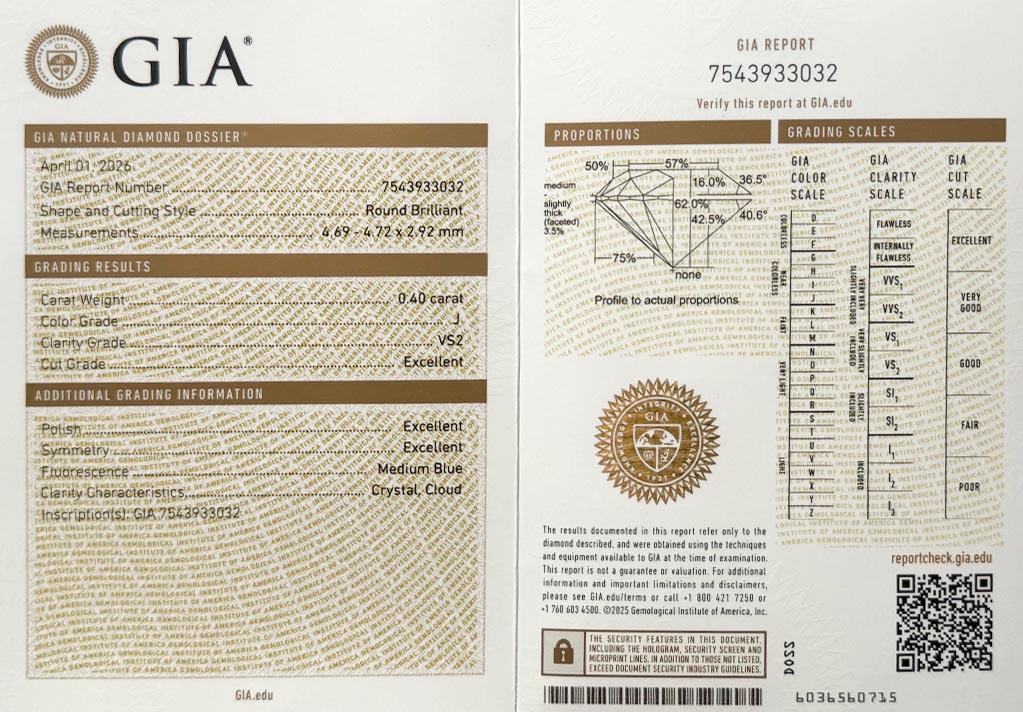 GIA®
GIA NATURAL DIAMOND DOSSIER®
April 01, 2026
GIA Report Number 7543933032
Shape and Cutting Style Round Brilliant
Measurements 4.69 - 4.72 x 2.92 mm
GRADING RESULTS
Carat Weight 0.40 carat
Color Grade J
Clarity Grade VS2
Cut Grade Excellent
ADDITIONAL GRADING INFORMATION
Polish Excellent
Symmetry Excellent
Fluorescence Medium Blue
Clarity Characteristics Crystal, Cloud
Inscription(s): GIA 7543933032
GIA.edu
GIA REPORT
7543933032
Verify this report at GIA.edu
PROPORTIONS
50%
57%
16.0%
36.5°
medium
-
slightly
thick
(faceted)
3.5%
62.0%
42.5%
40.6°
75%
none
Profile to actual proportions
GIA
The results documented in this report refer only to the
diamond described, and were obtained using the techniques
and equipment available to GIA at the time of examination.
This report is not a guarantee or valuation. For additional
information and important limitations and disclaimers,
please see GIA.edu/terms or call +1 800 421 7250 or
+1 760 603 4500. ©2025 Gemological Institute of America, Inc.
THE SECURITY FEATURES IN THIS DOCUMENT,
INCLUDING THE HOLOGRAM, SECURITY SCREEN AND
MICROPRINT LINES, IN ADDITION TO THOSE NOT LISTED,
EXCEED DOCUMENT SECURITY INDUSTRY GUIDELINES.
GRADING SCALES
GIA
COLOR
SCALE
COLORLESS
D
E
F
NEAR COLORLESS
G
H
I
J
FAINT
K
L
M
VERY LIGHT
N
O
P
Q
R
LIGHT
S
T
U
V
W
X
Y
Z
GIA
CLARITY
SCALE
FLAWLESS
INTERNALLY
FLAWLESS
VERY VERY SLIGHTLY INCLUDED
VVS1
VVS2
VERY SLIGHTLY INCLUDED
VS1
VS2
SLIGHTLY INCLUDED
SI1
SI2
INCLUDED
I1
I2
I3
GIA
CUT
SCALE
EXCELLENT
VERY
GOOD
GOOD
FAIR
POOR
reportcheck.gia.edu
D022
6036560715